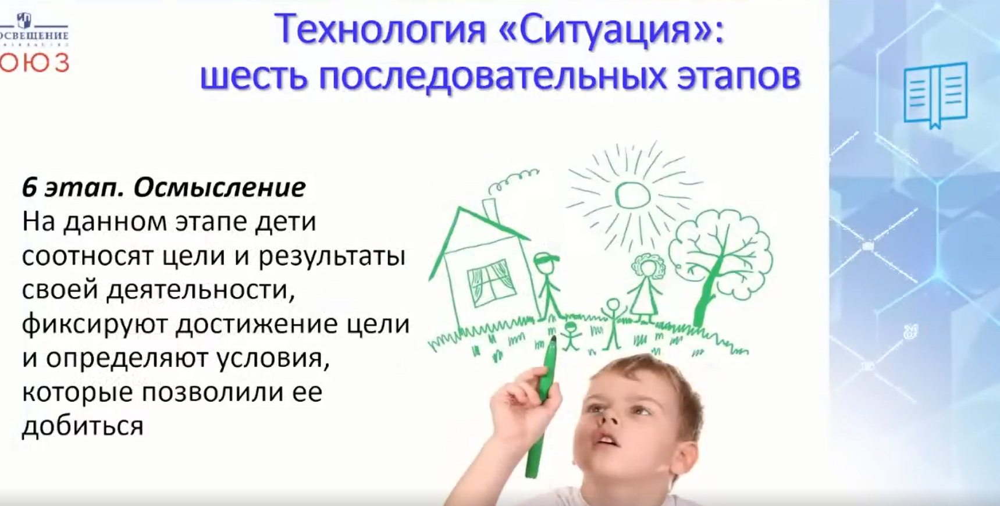 ОСВЕЩЕНИЕ
ОЮЗ
Технология «Ситуация»:
шесть последовательных этапов
6 этап. Осмысление
На данном этапе дети
соотносят цели и результаты
своей деятельности,
фиксируют достижение цели
и определяют условия,
которые позволили ее
добиться